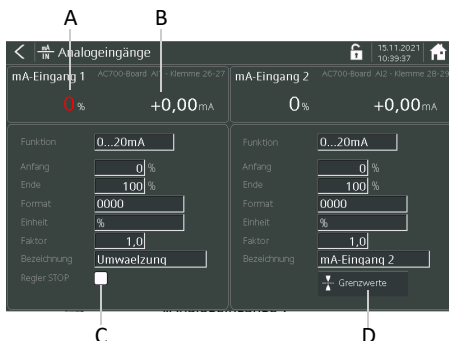 A B
mA IN Analogeingänge 15.11.2021
10:39:37
mA-Eingang 1 AC700-Board AI1 - Klemme 26-27 mA-Eingang 2 AC700-Board AI2 - Klemme 28-29
0 % +0,00 mA 0 % +0,00 mA
Funktion 0...20mA Funktion 0...20mA
Anfang 0 % Anfang 0 %
Ende 100 % Ende 100 %
Format 0000 Format 0000
Einheit % Einheit %
Faktor 1,0 Faktor 1,0
Bezeichnung Umwaelzung Bezeichnung mA-Eingang 2
Regler STOP Grenzwerte
C D